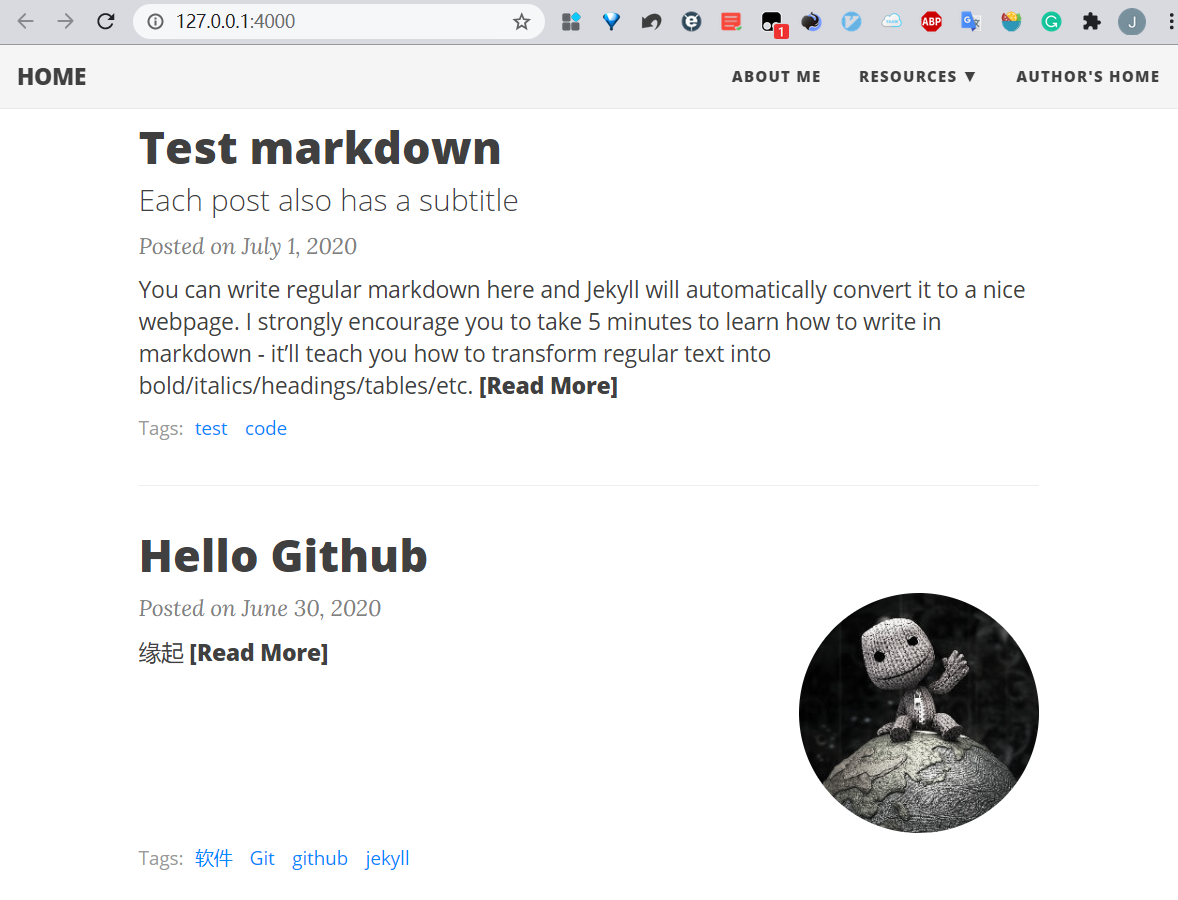 127.0.0.1:4000
1
ABP
J
HOME
ABOUT ME
RESOURCES ▼
AUTHOR'S HOME
Test markdown
Each post also has a subtitle
Posted on July 1, 2020
You can write regular markdown here and Jekyll will automatically convert it to a nice
webpage. I strongly encourage you to take 5 minutes to learn how to write in
markdown - it’ll teach you how to transform regular text into
bold/italics/headings/tables/etc. [Read More]
Tags: test code
Hello Github
Posted on June 30, 2020
缘起 [Read More]
Tags: 软件 Git github jekyll